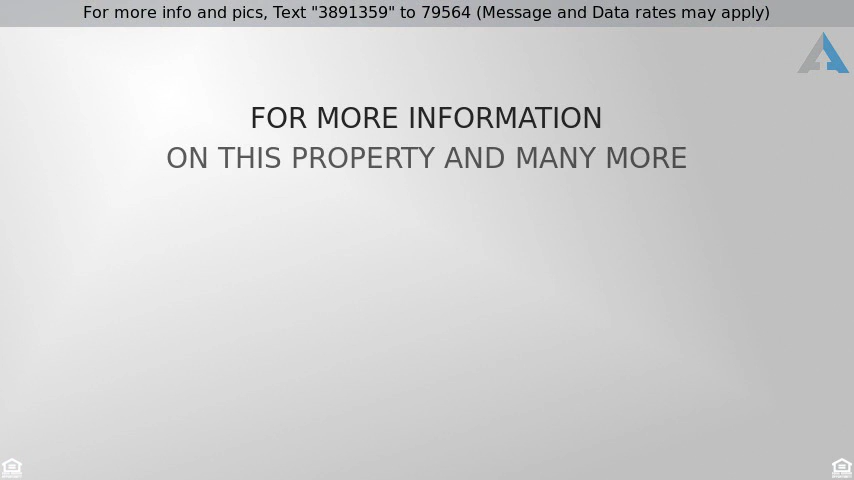 For more info and pics, Text "3891359" to 79564 (Message and Data rates may apply)
FOR MORE INFORMATION
ON THIS PROPERTY AND MANY MORE